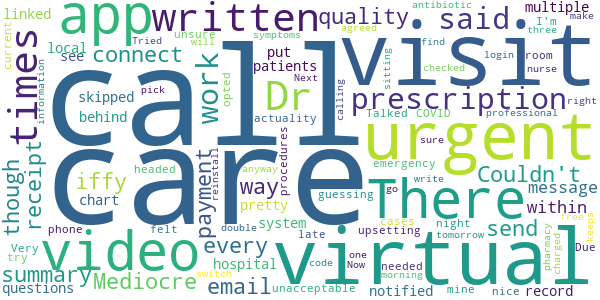 linked
app
written
quality
said
antibiotic
multiple
current
times
local
connect
call
visit
agreed
I'm
make
unsure
will
three
find
see
put
patients
Tried
symptoms
login
room
nurse
information
skipped
behind
work
Dr
opted
Next
prescription
checked
sitting
actuality
pick
calling
Talked
COVID
professional
right
though
receipt
iffy
chart
headed
payment
reinstall
way
procedures
care
urgent
sure
anyway
guessing
emergency
There
Couldn't
write
message
phone
felt
pretty
video
one
Now
go
try
Very
every
system
upsetting
cases
within
summary
Mediocre
hospital
double
late
virtual
night
tomorrow
send
pharmacy
charged
free
keeps
Due
questions
email
notified
switch
code
unacceptable
needed
morning
mine
nice
record